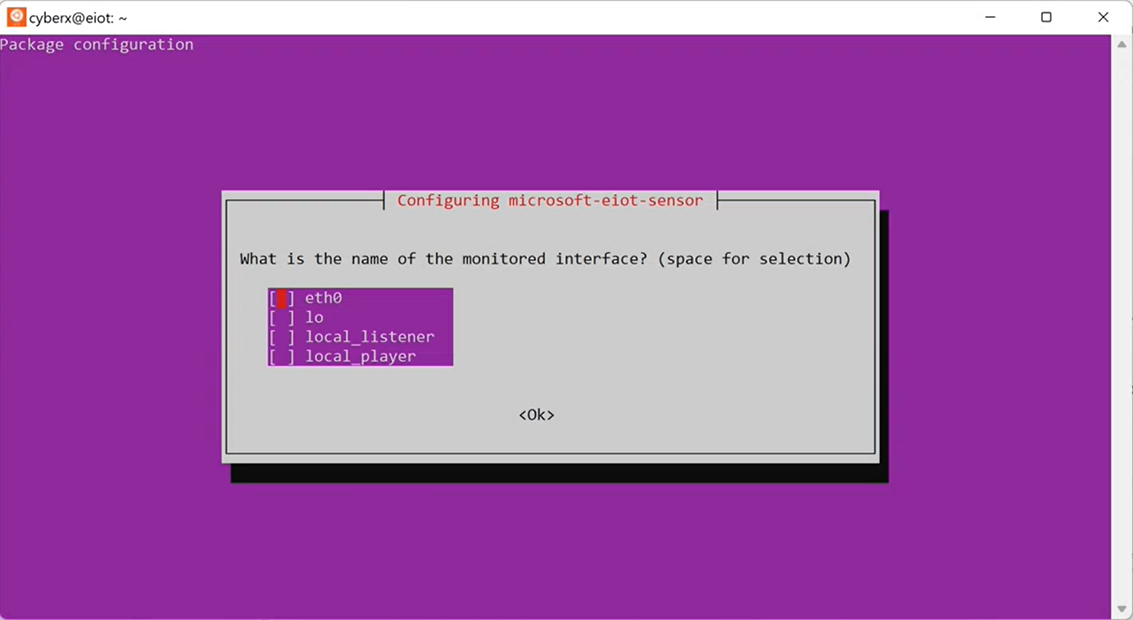 cyberx@eiot: ~
Package configuration
Configuring microsoft-eiot-sensor
What is the name of the monitored interface? (space for selection)
[ ] eth0
[ ] lo
[ ] local_listener
[ ] local_player
<Ok>